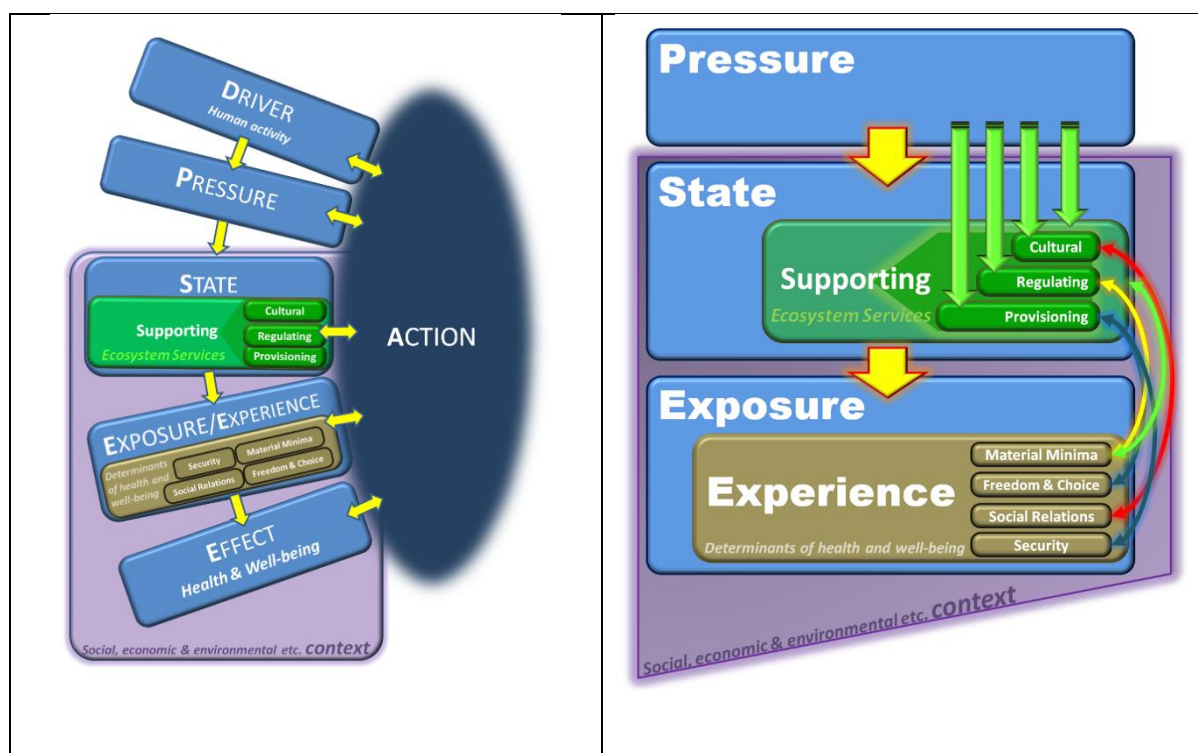 DRIVER
Human activity
PRESSURE
STATE
Cultural
Supporting
Regulating
Ecosystem Services
Provisioning
EXPOSURE/EXPERIENCE
Determinants
of health and
well-being
Security
Material Minima
Social Relations
Freedom & Choice
EFFECT
Health & Well-being
Social, economic & environmental etc. context
ACTION
Pressure
State
Cultural
Supporting
Regulating
Ecosystem Services
Provisioning
Exposure
Material Minima
Experience
Freedom & Choice
Social Relations
Determinants of health and well-being
Security
Social, economic & environmental etc. context